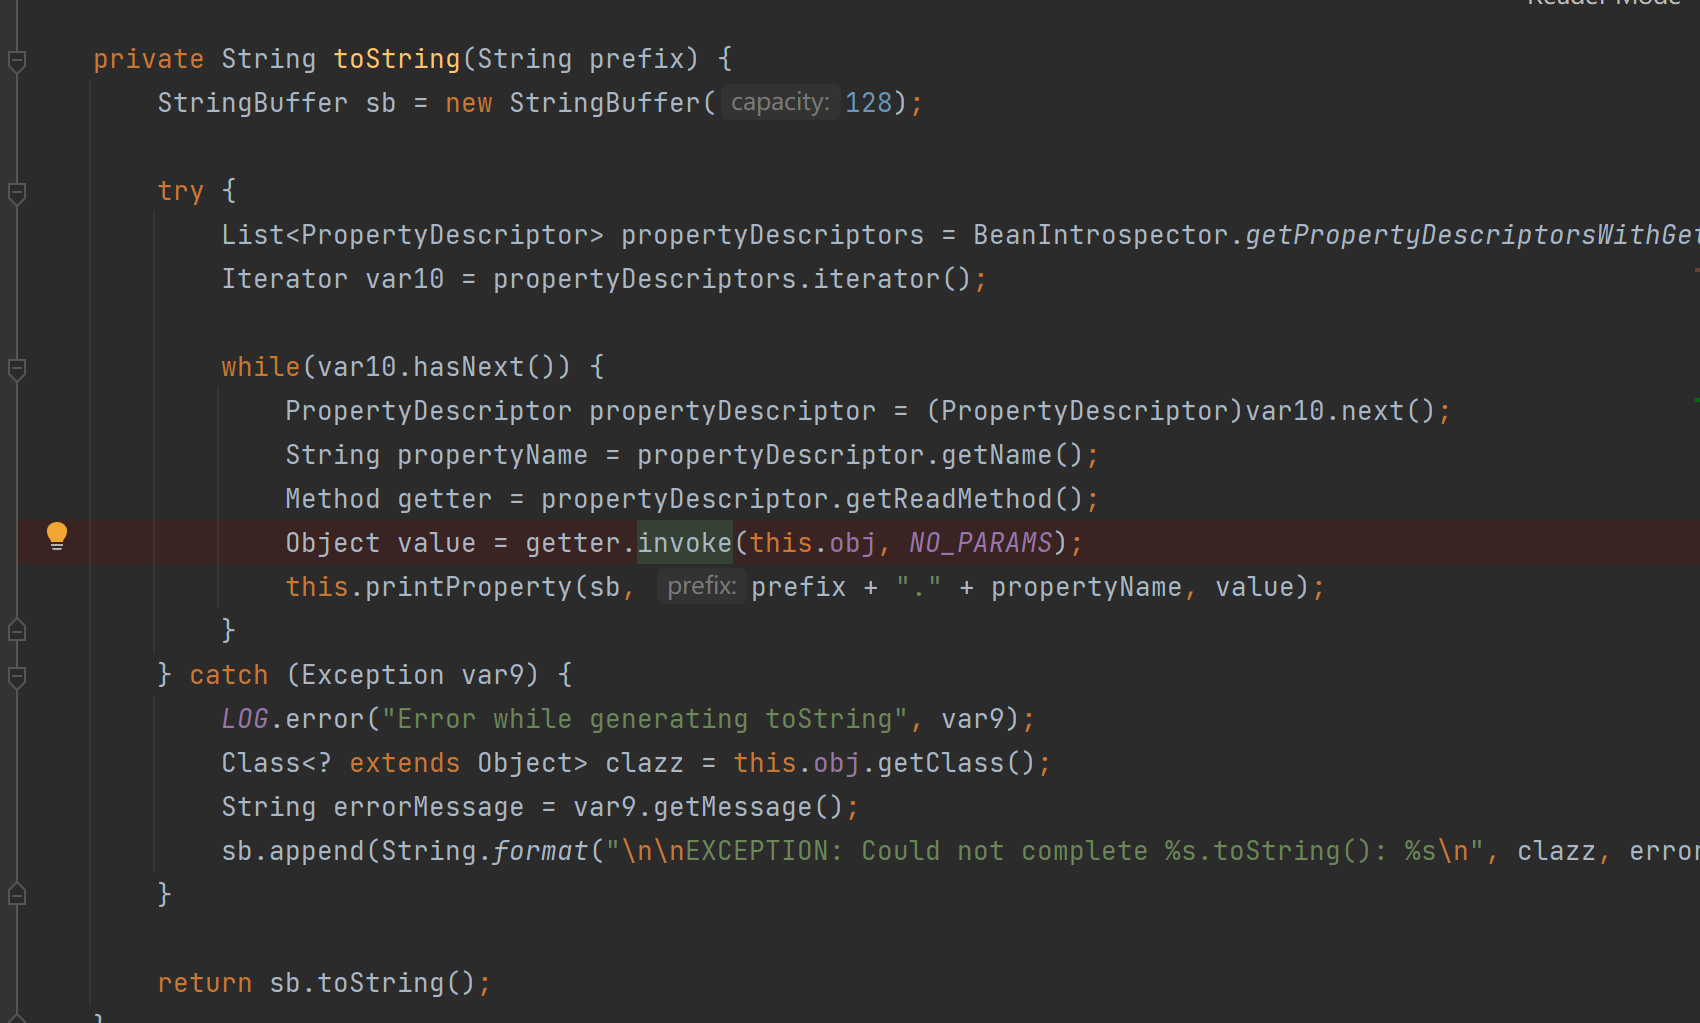 Reader Mode
private String toString(String prefix) {
StringBuffer sb = new StringBuffer( capacity: 128);
try {
List<PropertyDescriptor> propertyDescriptors = BeanIntrospector.getPropertyDescriptorsWithGet
Iterator var10 = propertyDescriptors.iterator();
while(var10.hasNext()) {
PropertyDescriptor propertyDescriptor = (PropertyDescriptor)var10.next();
String propertyName = propertyDescriptor.getName();
Method getter = propertyDescriptor.getReadMethod();
Object value = getter.invoke(this.obj, NO_PARAMS);
this.printProperty(sb, prefix: prefix + "." + propertyName, value);
}
} catch (Exception var9) {
LOG.error("Error while generating toString", var9);
Class<? extends Object> clazz = this.obj.getClass();
String errorMessage = var9.getMessage();
sb.append(String.format("\n\nEXCEPTION: Could not complete %s.toString(): %s\n", clazz, error
}
return sb.toString();
}